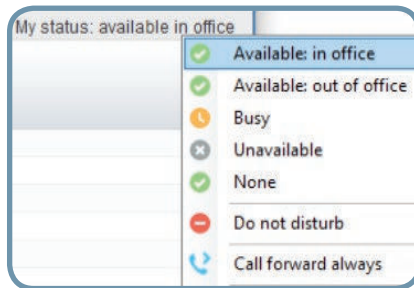 My status: available in office
Available: in office
Available: out of office
Busy
Unavailable
None
Do not disturb
Call forward always